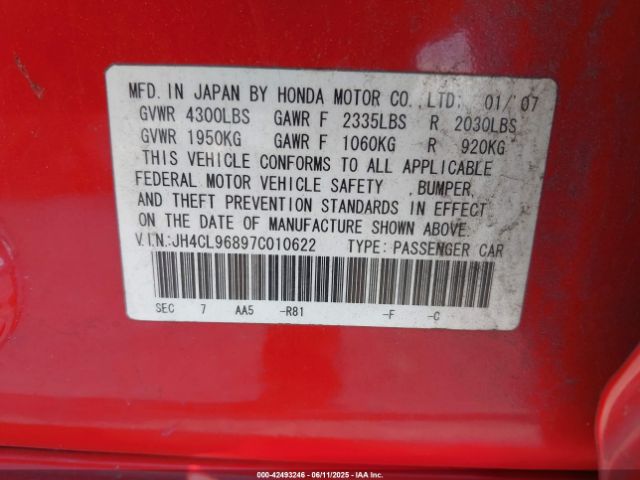 MFD. IN JAPAN BY HONDA MOTOR CO., LTD. 01/'07
GVWR 4300LBS GAWR F 2335LBS R 2030LBS
GVWR 1950KG GAWR F 1060KG R 920KG
THIS VEHICLE CONFORMS TO ALL APPLICABLE
FEDERAL MOTOR VEHICLE SAFETY , BUMPER,
AND THEFT PREVENTION STANDARDS IN EFFECT
ON THE DATE OF MANUFACTURE SHOWN ABOVE.
V.I.N.:JH4CL96897C010622 TYPE: PASSENGER CAR
SEC 7 AA5 -R81 -F -C
000-42493246 - 06/11/2025 - IAA Inc.